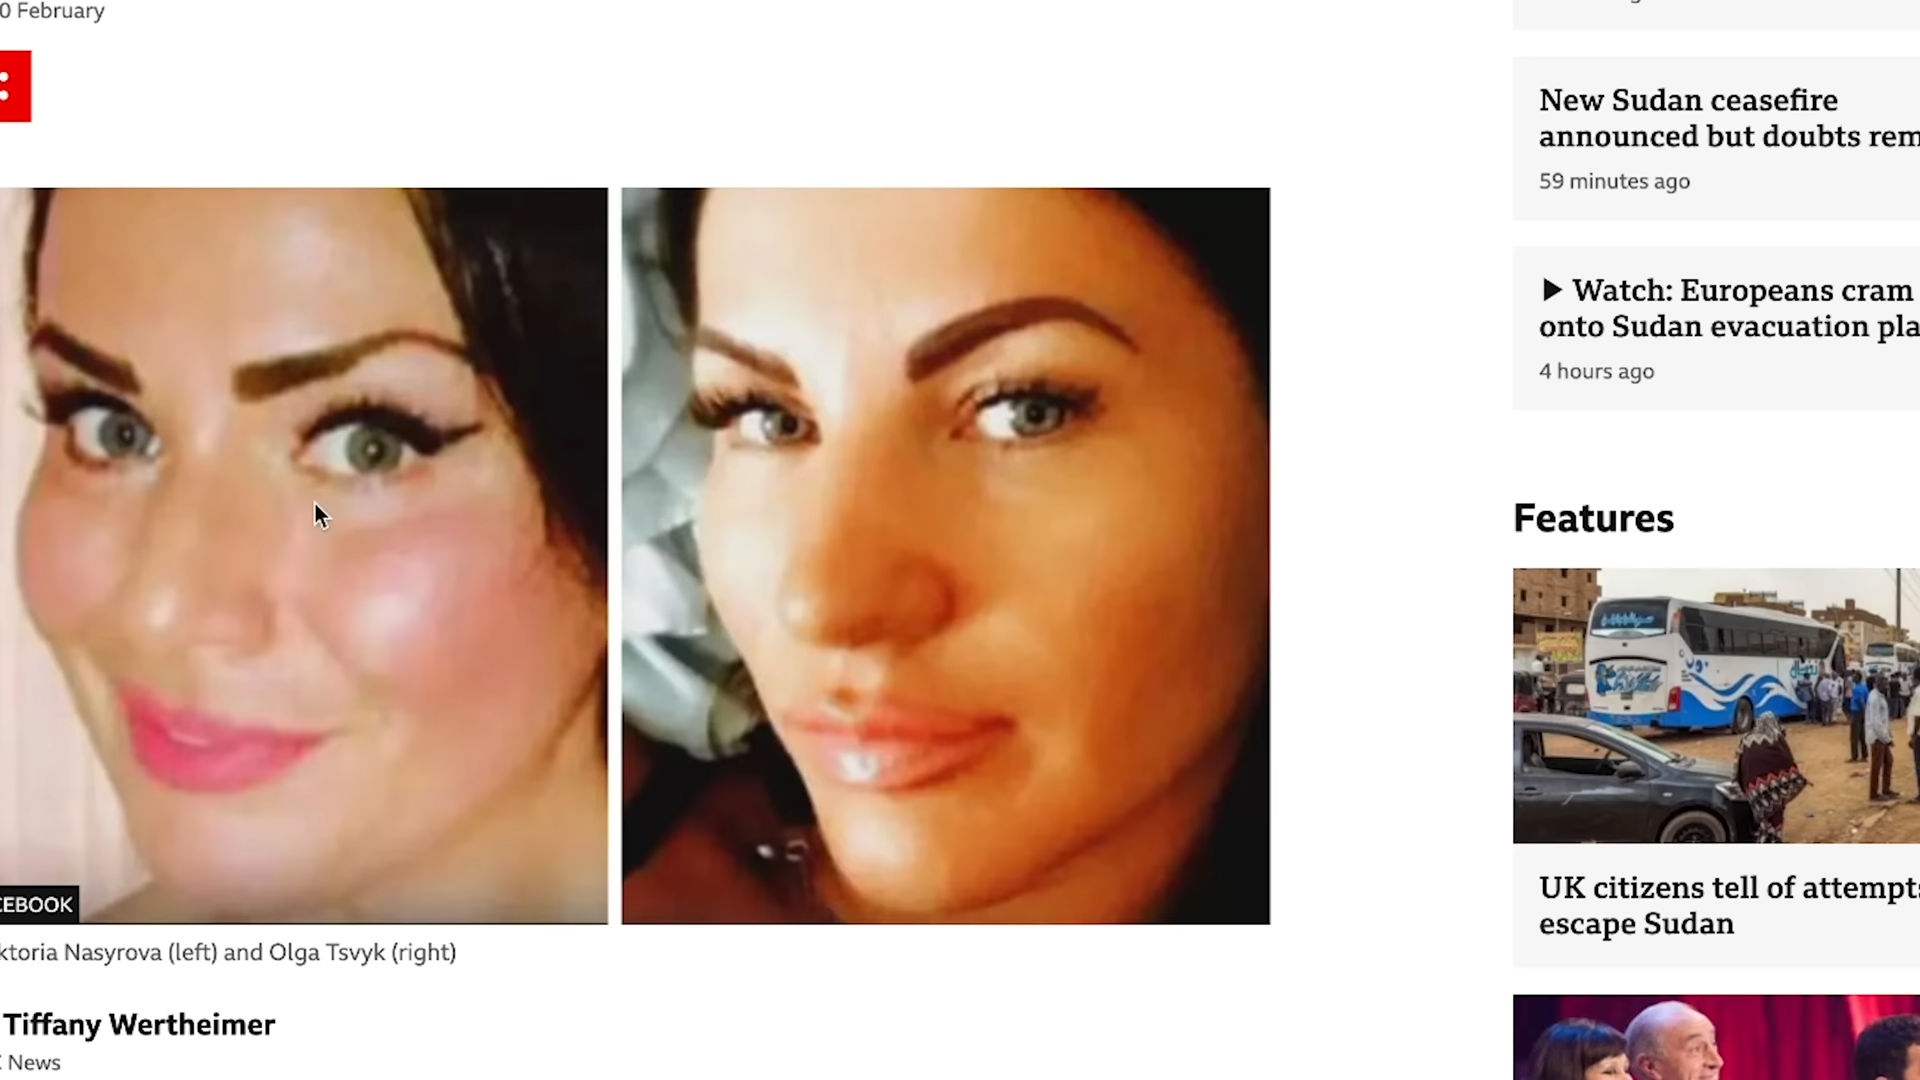 0 February
New Sudan ceasefire
announced but doubts rem
59 minutes ago
Watch: Europeans cram
onto Sudan evacuation pla
4 hours ago
Features
CEBOOK
ktoria Nasyrova (left) and Olga Tsvyk (right)
UK citizens tell of attempts
escape Sudan
Tiffany Wertheimer
C News